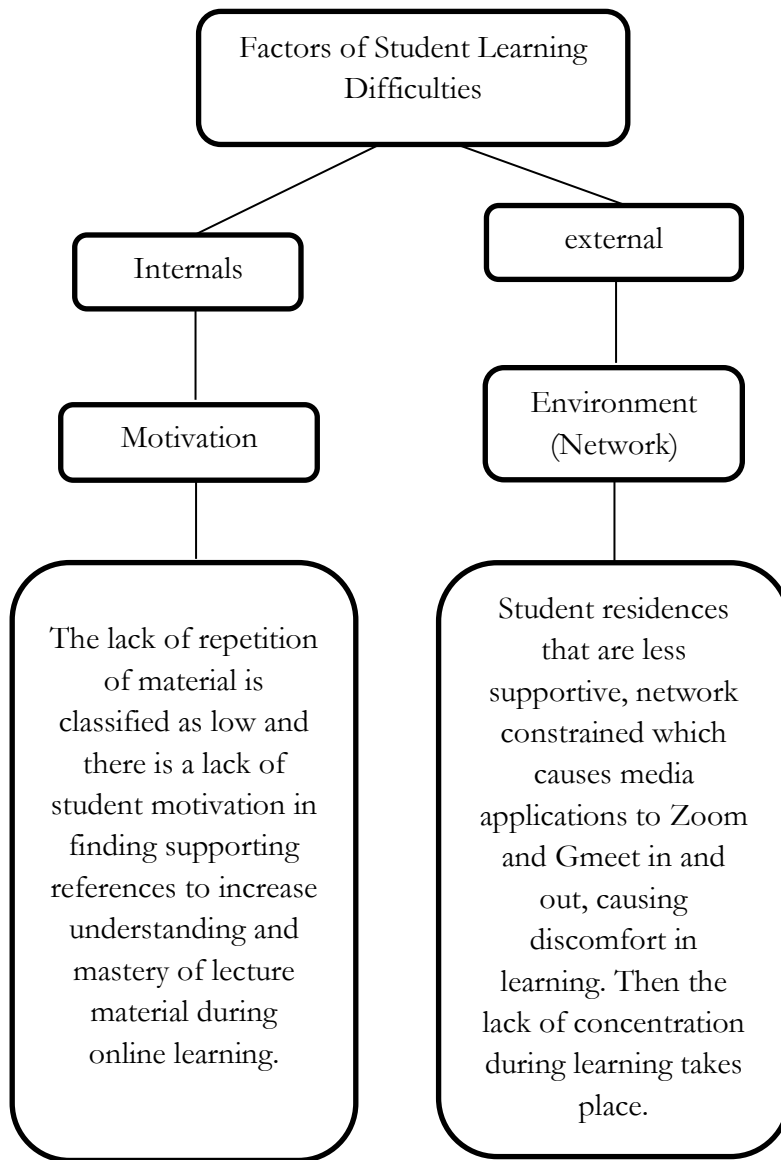 Factors of Student Learning
Difficulties
Internals
external
Motivation
Environment
(Network)
The lack of repetition
of material is
classified as low and
there is a lack of
student motivation in
finding supporting
references to increase
understanding and
mastery of lecture
material during
online learning.
Student residences
that are less
supportive, network
constrained which
causes media
applications to Zoom
and Gmeet in and
out, causing
discomfort in
learning. Then the
lack of concentration
during learning takes
place.